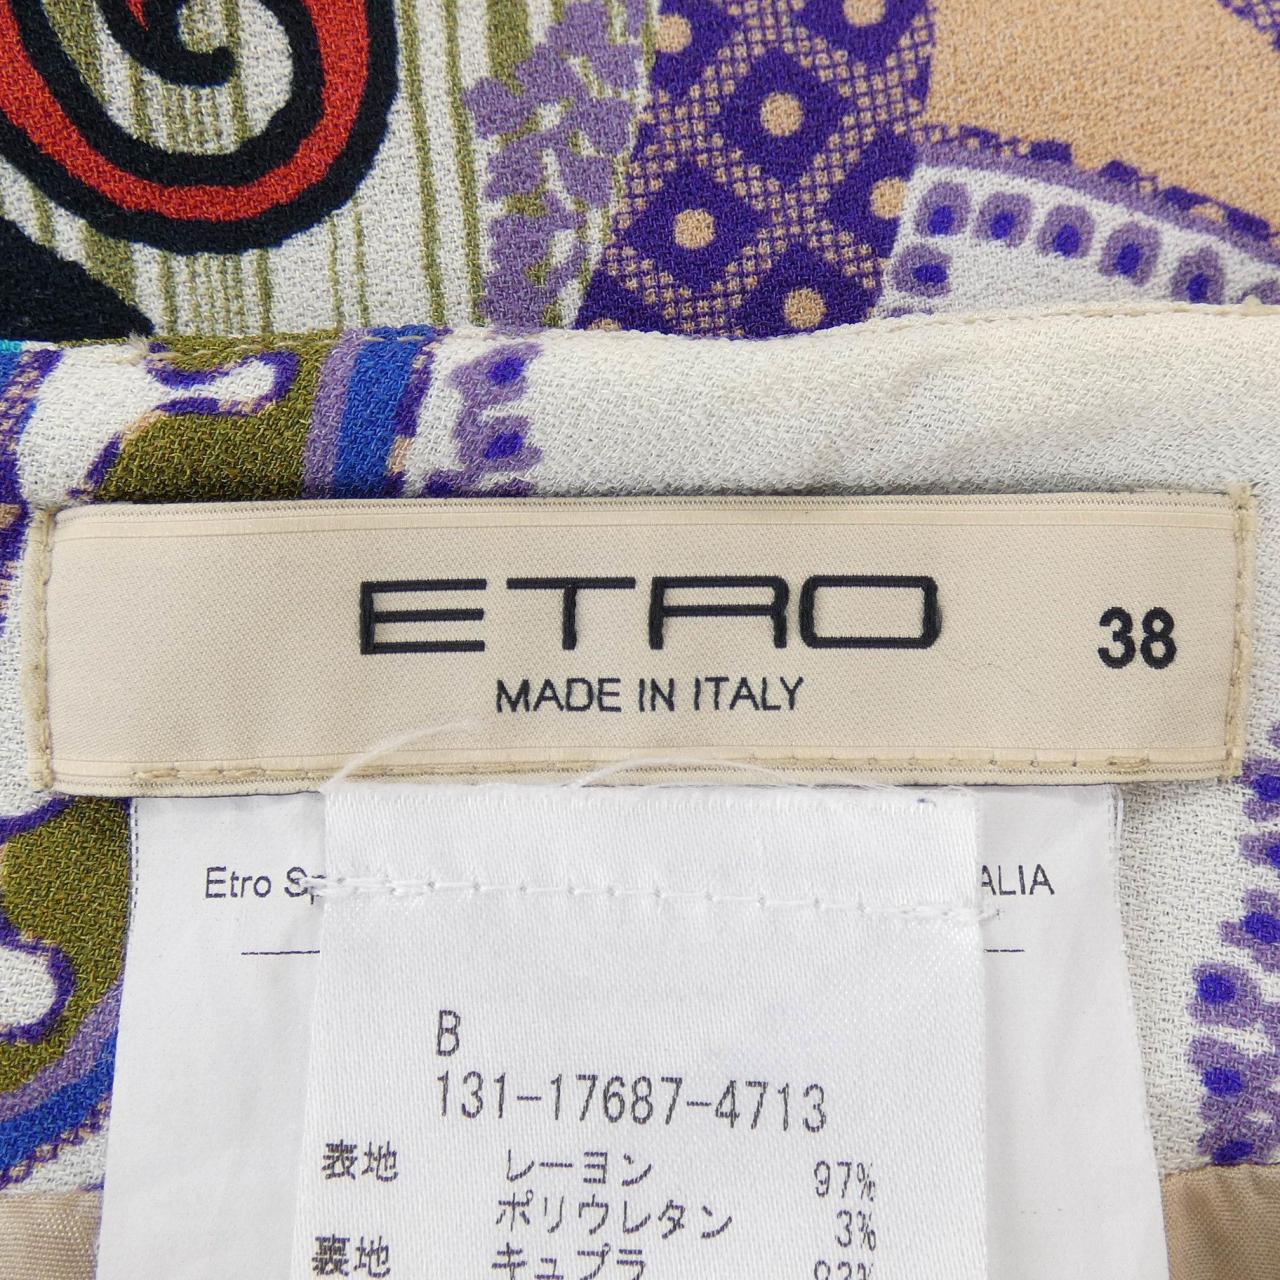 ETRO
38
MADE IN ITALY
Etro
ALIA
B
131-17687-4713
表地 レーヨン 97%
ポリウレタン 3%
裏地 キュプラ